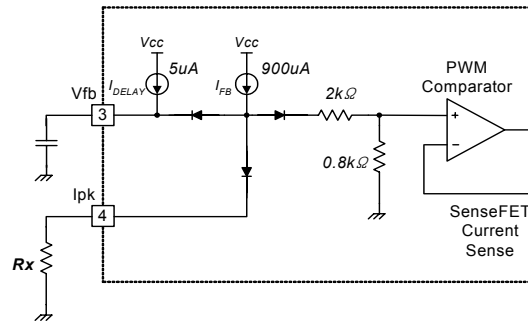 Vcc
Vcc
5uA
900uA
I_DELAY
I_FB
Vfb
3
2kΩ
PWM
Comparator
+
−
0.8kΩ
Ipk
4
SenseFET
Current
Sense
Rx